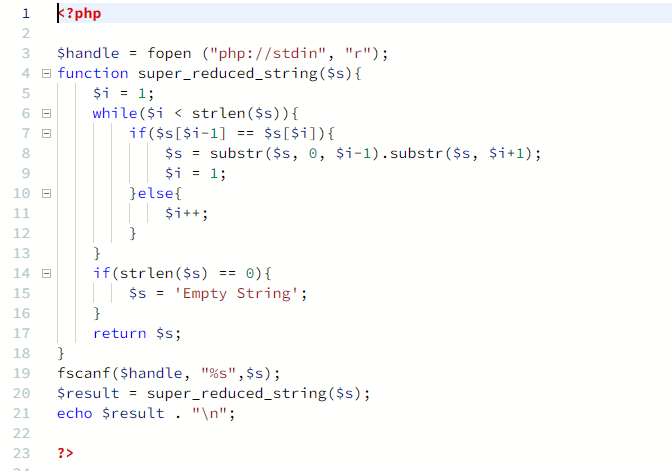 1 <?php
2
3 $handle = fopen ("php://stdin", "r");
4 function super_reduced_string($s){
5 $i = 1;
6 while($i < strlen($s)){
7 if($s[$i-1] == $s[$i]){
8 $s = substr($s, 0, $i-1).substr($s, $i+1);
9 $i = 1;
10 }else{
11 $i++;
12 }
13 }
14 if(strlen($s) == 0){
15 $s = 'Empty String';
16 }
17 return $s;
18 }
19 fscanf($handle, "%s",$s);
20 $result = super_reduced_string($s);
21 echo $result . "\n";
22
23 ?>